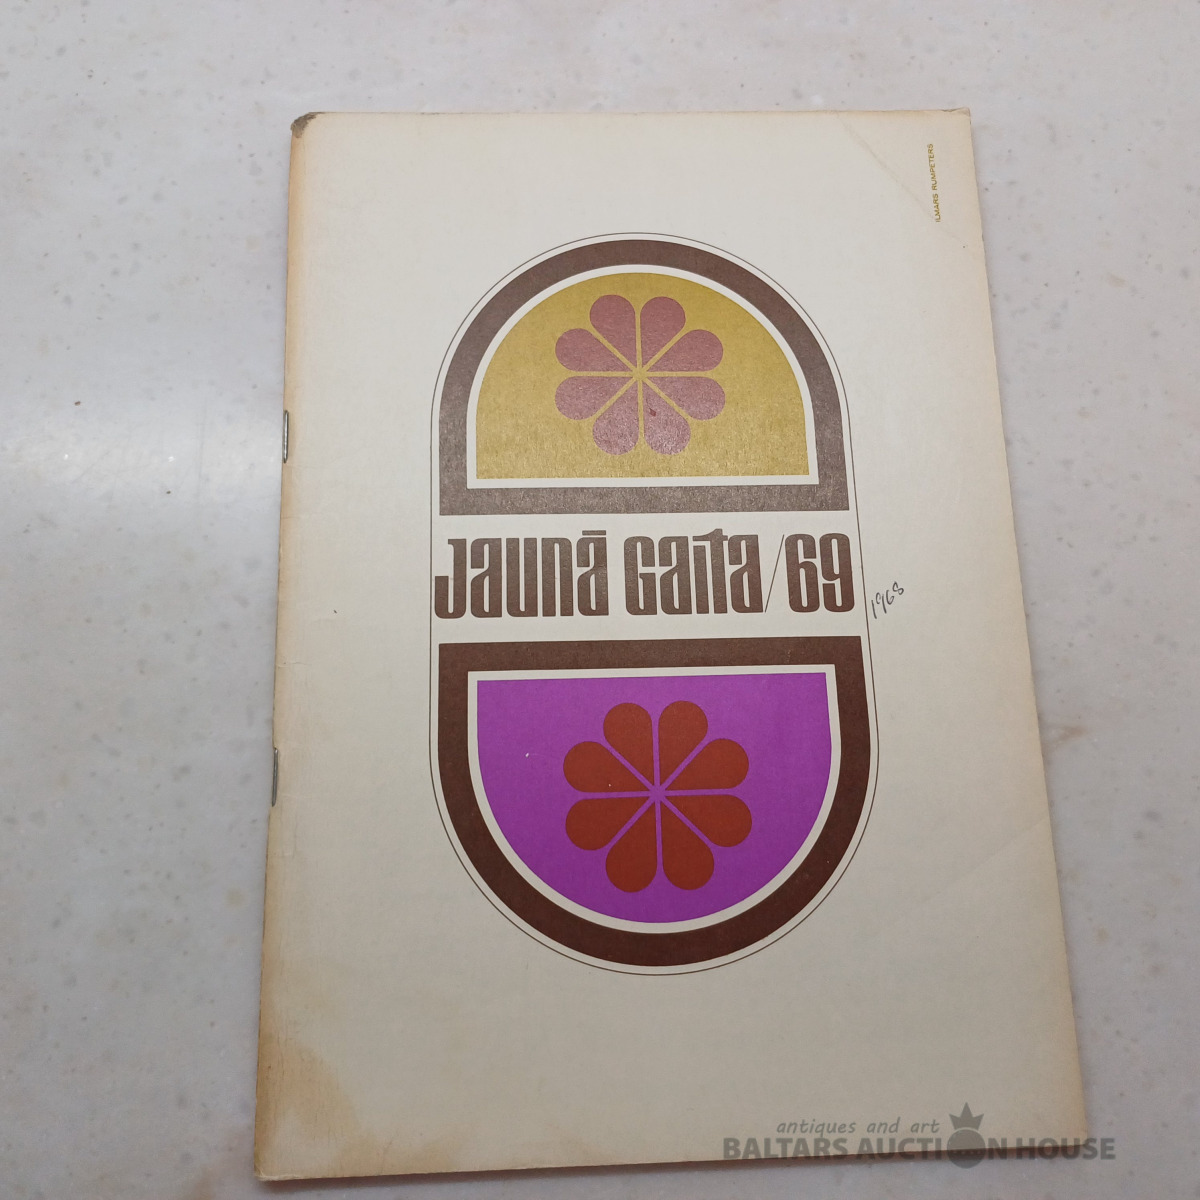 ILMARS RUMPETERS
Jaunā Gaita/69
1968
antiques and art
BALTARS AUCTION HOUSE